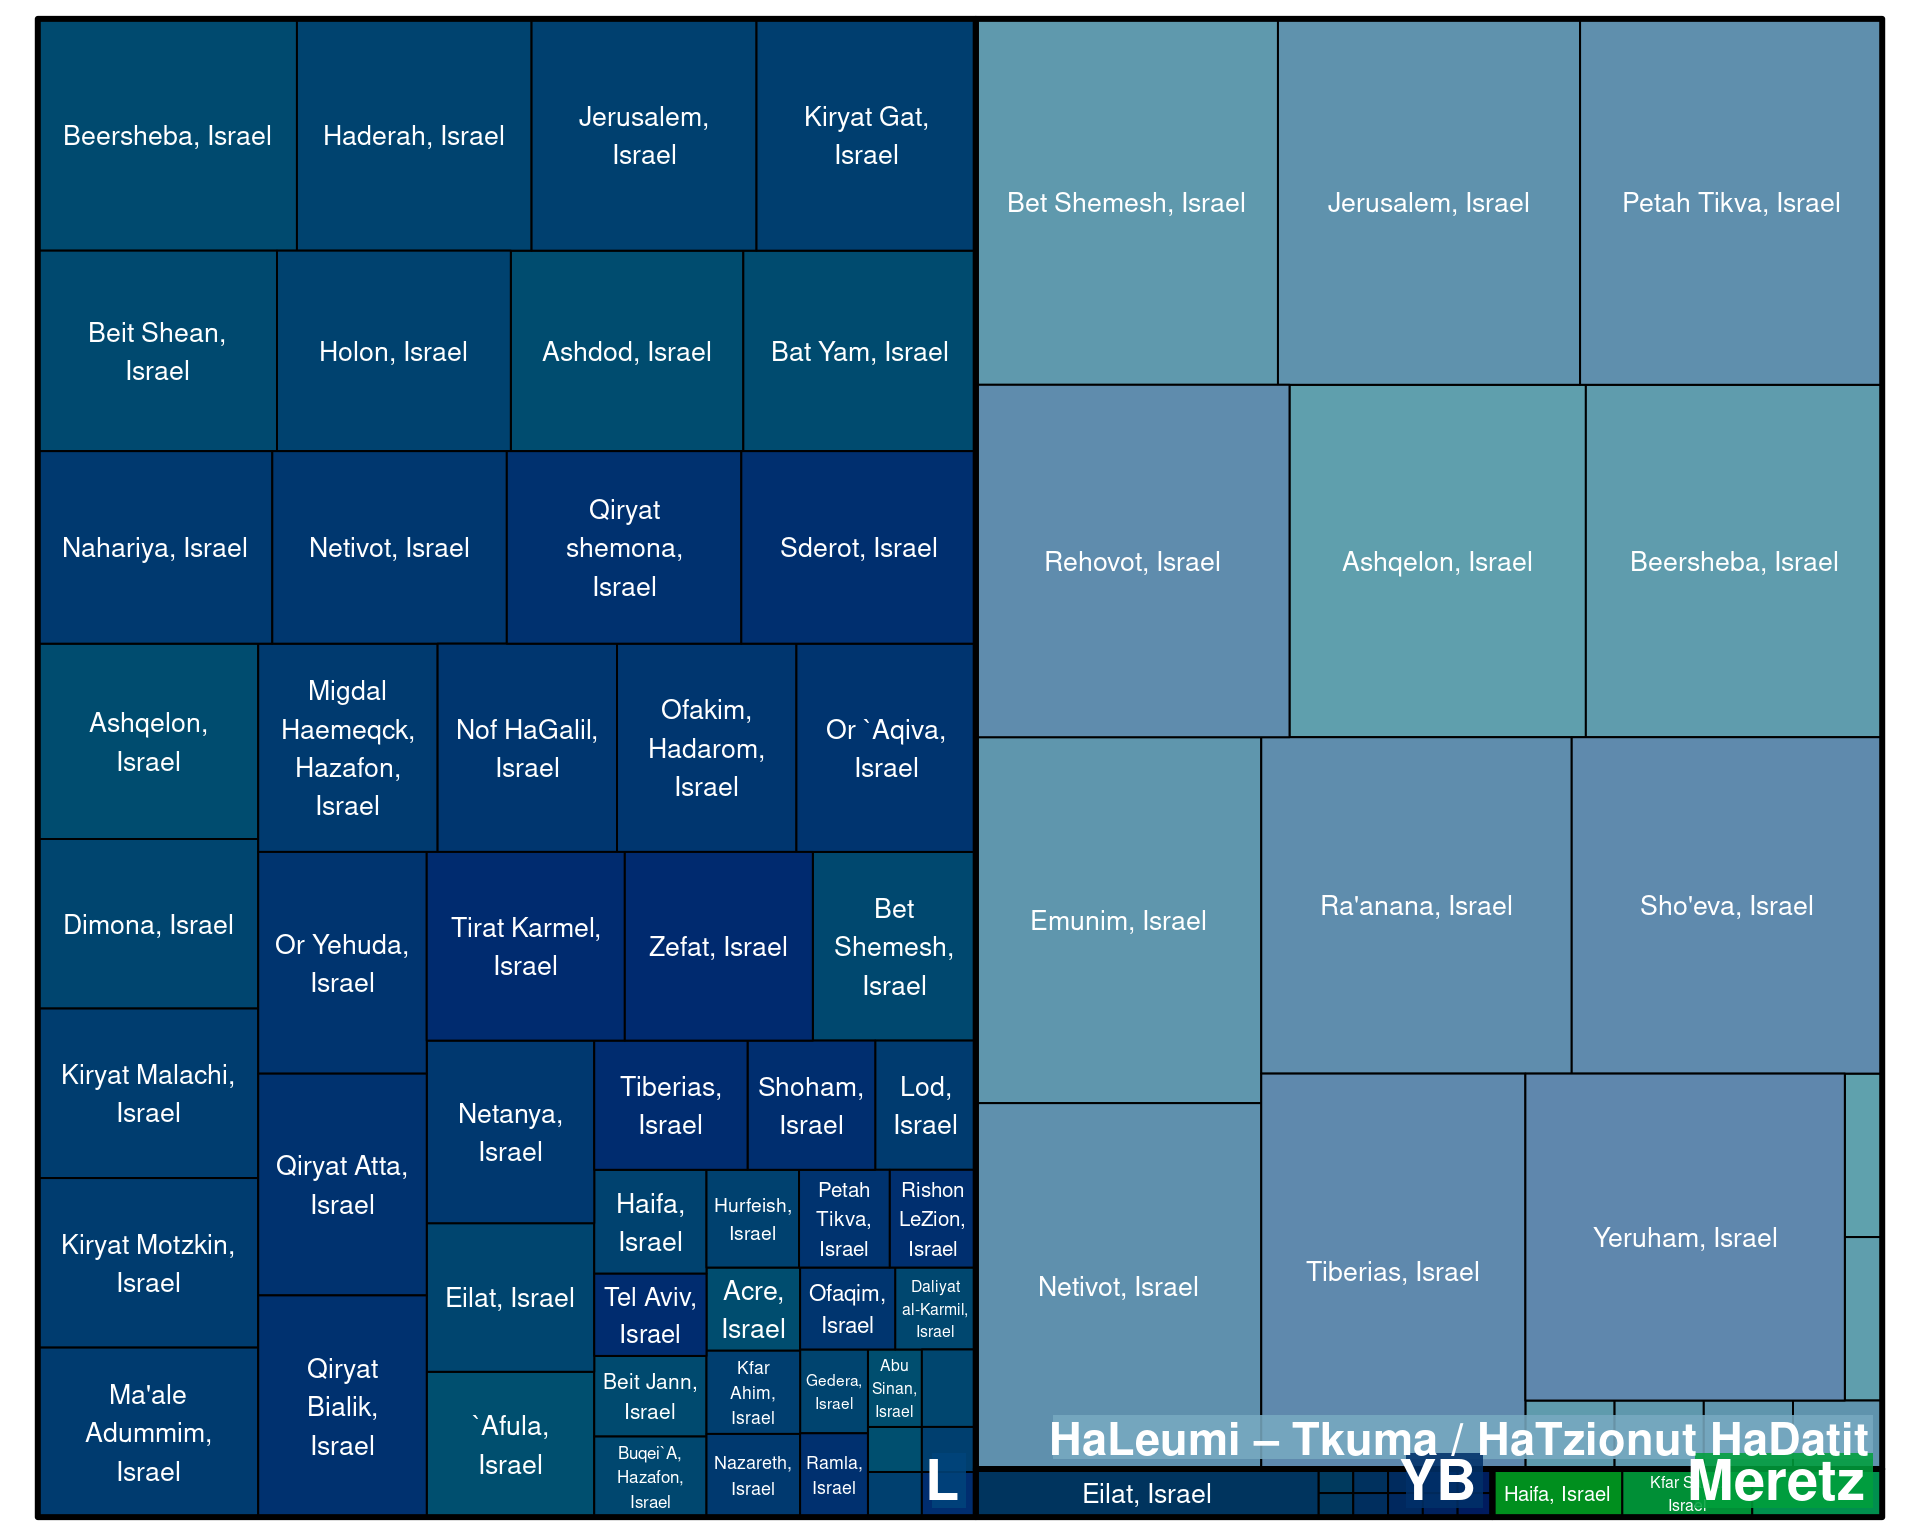 Beersheba, Israel
Haderah, Israel
Jerusalem,
Israel
Kiryat Gat,
Israel
Beit Shean,
Israel
Holon, Israel
Ashdod, Israel
Bat Yam, Israel
Nahariya, Israel
Netivot, Israel
Qiryat
shemona,
Israel
Sderot, Israel
Ashqelon,
Israel
Migdal
Haemeqck,
Hazafon,
Israel
Nof HaGalil,
Israel
Ofakim,
Hadarom,
Israel
Or `Aqiva,
Israel
Dimona, Israel
Or Yehuda,
Israel
Tirat Karmel,
Israel
Zefat, Israel
Bet
Shemesh,
Israel
Kiryat Malachi,
Israel
Qiryat Atta,
Israel
Netanya,
Israel
Tiberias,
Israel
Shoham,
Israel
Lod,
Israel
Kiryat Motzkin,
Israel
Haifa,
Israel
Hurfeish,
Israel
Petah
Tikva,
Israel
Rishon
LeZion,
Israel
Eilat, Israel
Tel Aviv,
Israel
Acre,
Israel
Ofaqim,
Israel
Daliyat
al-Karmil,
Israel
Ma'ale
Adummim,
Israel
Qiryat
Bialik,
Israel
`Afula,
Israel
Beit Jann,
Israel
Kfar
Ahim,
Israel
Gedera,
Israel
Abu
Sinan,
Israel
Buqei`A,
Hazafon,
Israel
Nazareth,
Israel
Ramla,
Israel
L
Bet Shemesh, Israel
Jerusalem, Israel
Petah Tikva, Israel
Rehovot, Israel
Ashqelon, Israel
Beersheba, Israel
Emunim, Israel
Ra'anana, Israel
Sho'eva, Israel
Netivot, Israel
Tiberias, Israel
Yeruham, Israel
HaLeumi – Tkuma / HaTzionut HaDatit
Eilat, Israel
YB
Haifa, Israel
Kfar
Israel
Meretz